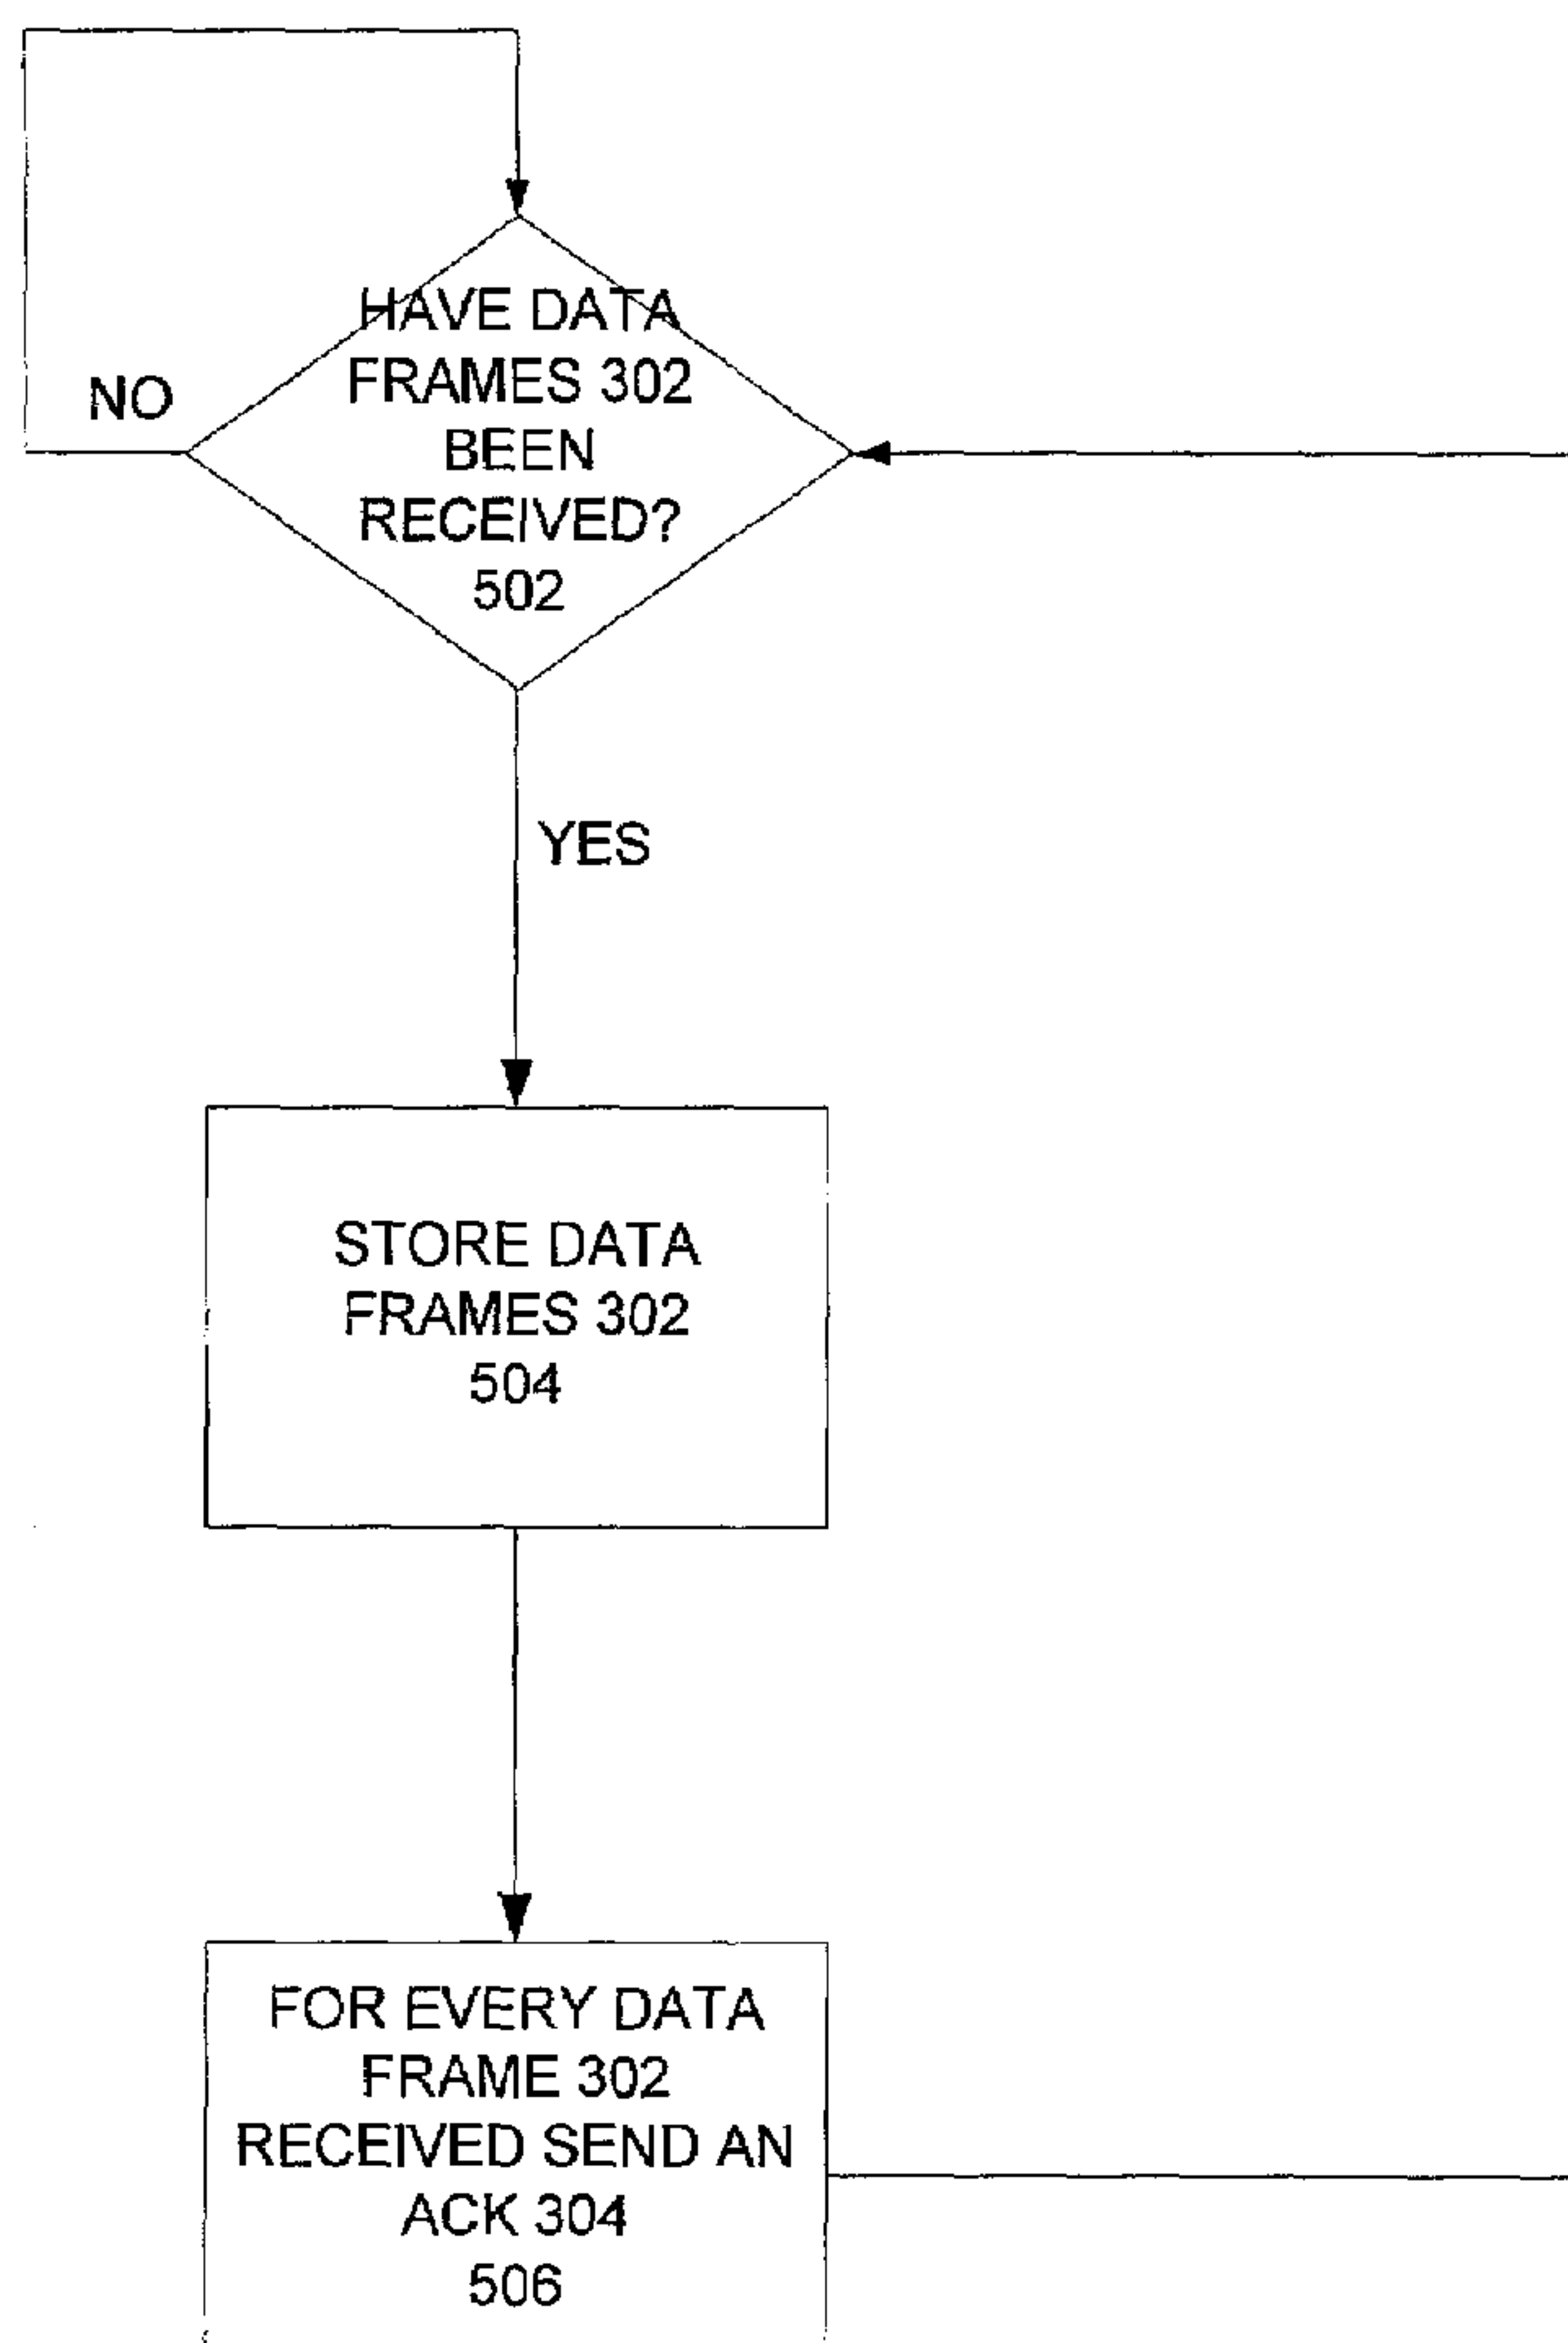 HAVE DATA
FRAMES 302
BEEN
RECEIVED?
502
NO
YES
STORE DATA
FRAMES 302
504
FOR EVERY DATA
FRAME 302
RECEIVED SEND AN
ACK 304
506